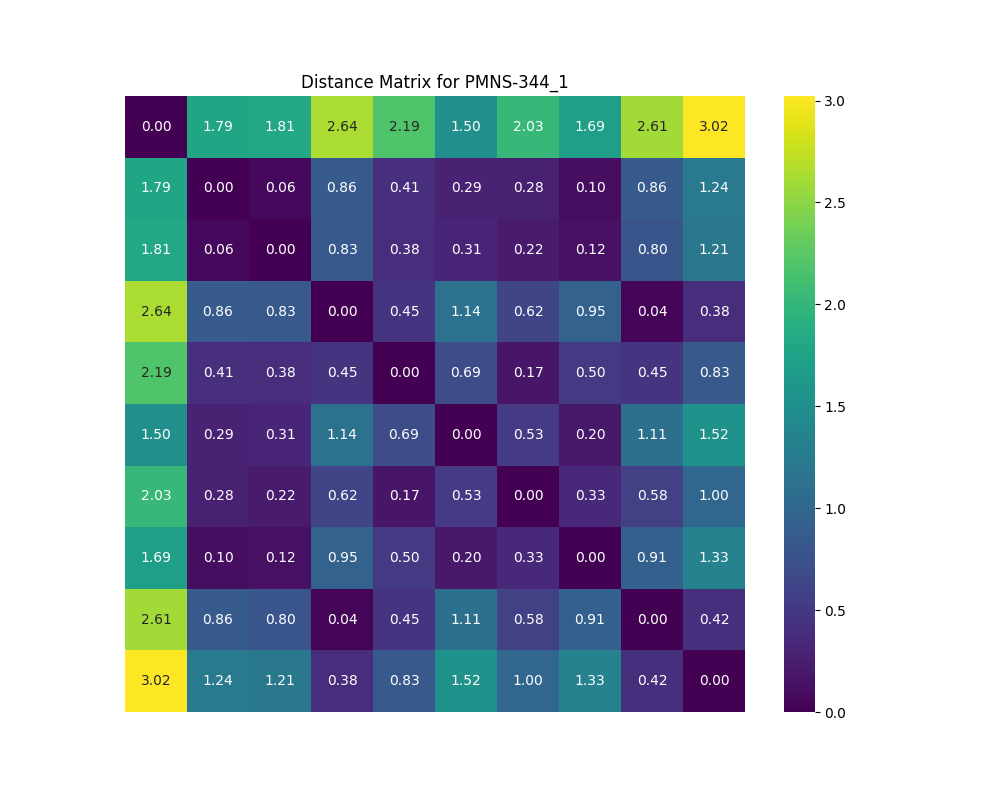 Distance Matrix for PMNS-344_1
0.00 1.79 1.81 2.64 2.19 1.50 2.03 1.69 2.61 3.02
1.79 0.00 0.06 0.86 0.41 0.29 0.28 0.10 0.86 1.24
1.81 0.06 0.00 0.83 0.38 0.31 0.22 0.12 0.80 1.21
2.64 0.86 0.83 0.00 0.45 1.14 0.62 0.95 0.04 0.38
2.19 0.41 0.38 0.45 0.00 0.69 0.17 0.50 0.45 0.83
1.50 0.29 0.31 1.14 0.69 0.00 0.53 0.20 1.11 1.52
2.03 0.28 0.22 0.62 0.17 0.53 0.00 0.33 0.58 1.00
1.69 0.10 0.12 0.95 0.50 0.20 0.33 0.00 0.91 1.33
2.61 0.86 0.80 0.04 0.45 1.11 0.58 0.91 0.00 0.42
3.02 1.24 1.21 0.38 0.83 1.52 1.00 1.33 0.42 0.00
3.0
2.5
2.0
1.5
1.0
0.5
0.0